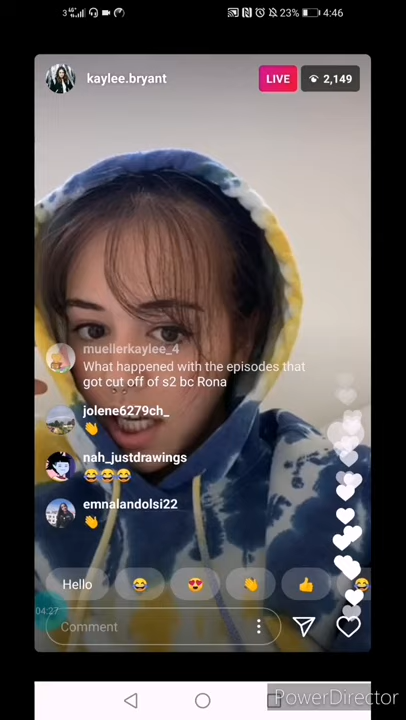 23% 4:46
kaylee.bryant
LIVE 2,149
muellerkaylee_4
What happened with the episodes that
got cut off of s2 bc Rona
jolene6279ch_
nah_justdrawings
emnalandolsi22
Hello
04:27
Comment
PowerDirector